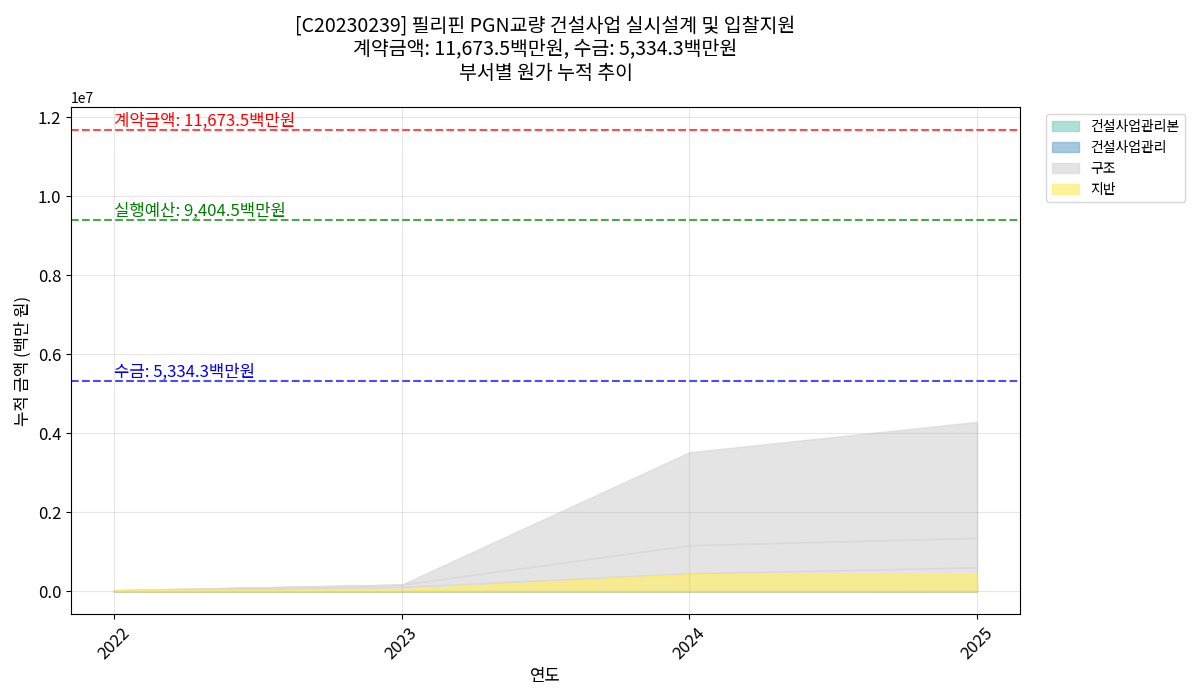 [C20230239] 필리핀 PGN교량 건설사업 실시설계 및 입찰지원
계약금액: 11,673.5백만원, 수금: 5,334.3백만원
부서별 원가 누적 추이
1e7
1.2
1.0
0.8
0.6
0.4
0.2
0.0
누적 금액 (백만 원)
계약금액: 11,673.5백만원
실행예산: 9,404.5백만원
수금: 5,334.3백만원
2022
2023
2024
2025
연도
건설사업관리본
건설사업관리
구조
지반